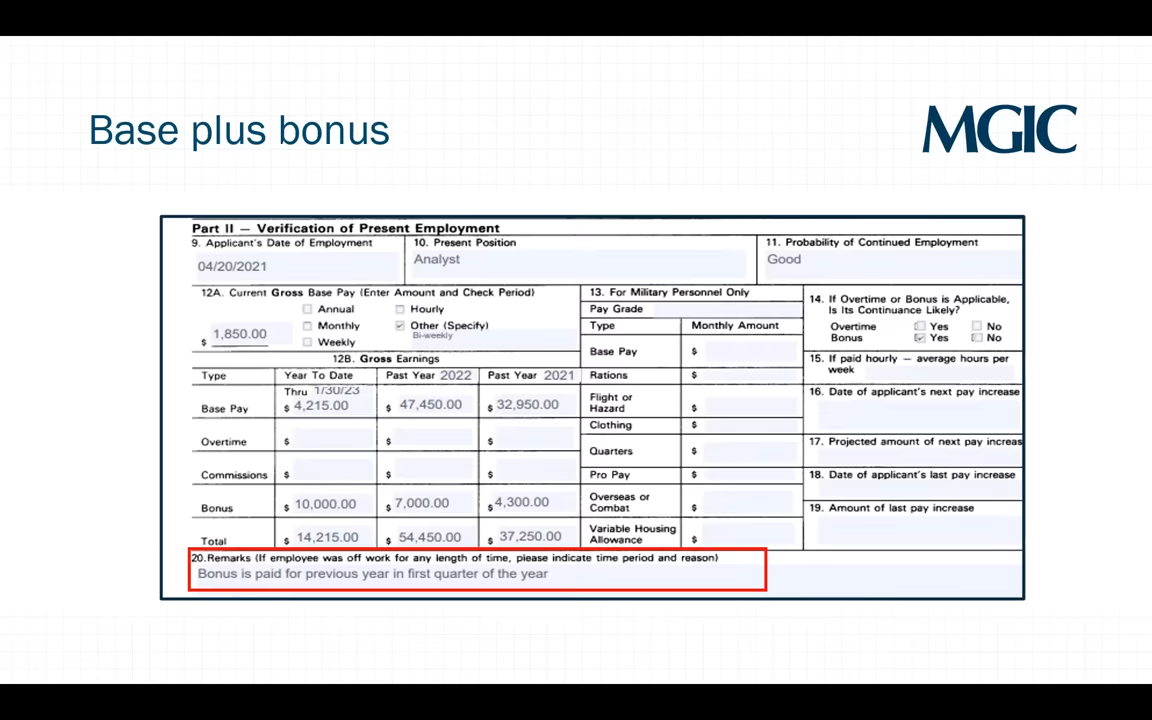 Base plus bonus
MGIC
Part II — Verification of Present Employment
9. Applicant's Date of Employment
04/20/2021
10. Present Position
Analyst
11. Probability of Continued Employment
Good
12A. Current Gross Base Pay (Enter Amount and Check Period)
Annual
Hourly
Monthly
Other (Specify)
Bi-weekly
Weekly
$ 1,850.00
12B. Gross Earnings
Type Year To Date Past Year 2022 Past Year 2021
Thru 1/30/23
Base Pay $ 4,215.00 $ 47,450.00 $ 32,950.00
Overtime $ $ $
Commissions $ $ $
Bonus $ 10,000.00 $ 7,000.00 $ 4,300.00
Total $ 14,215.00 $ 54,450.00 $ 37,250.00
13. For Military Personnel Only
Pay Grade
Type Monthly Amount
Base Pay $
Rations $
Flight or
Hazard $
Clothing $
Quarters $
Pro Pay $
Overseas or
Combat $
Variable Housing
Allowance $
14. If Overtime or Bonus is Applicable,
Is Its Continuance Likely?
Overtime Yes No
Bonus Yes No
15. If paid hourly — average hours per
week
16. Date of applicant's next pay increase
17. Projected amount of next pay increas
18. Date of applicant's last pay increase
19. Amount of last pay increase
20.Remarks (If employee was off work for any length of time, please indicate time period and reason)
Bonus is paid for previous year in first quarter of the year